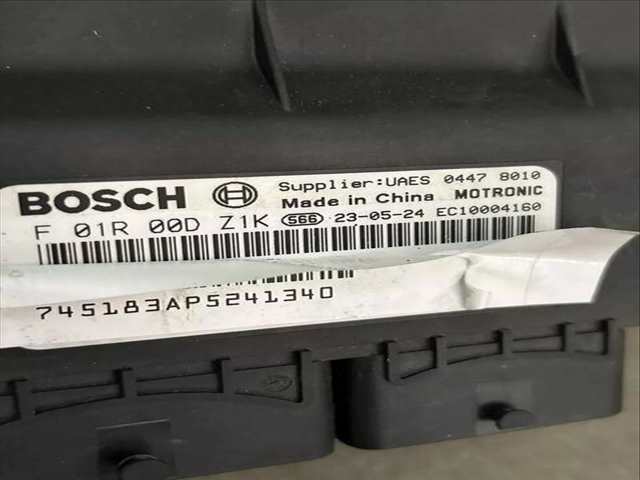 BOSCH Supplier:UAES 0447 8010
Made in China MOTRONIC
F 01R 00D Z1K 566 23-05-24 EC10004160
745183AP5241340